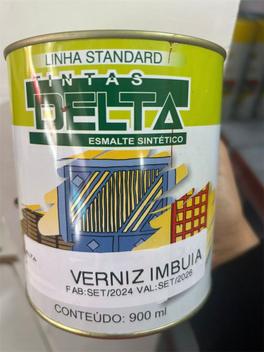 LINHA STANDARD
TINTAS
DELTA
ESMALTE SINTÉTICO
VERNIZ IMBUIA
FAB:SET/2024 VAL:SET/2026
CONTEÚDO: 900 ml